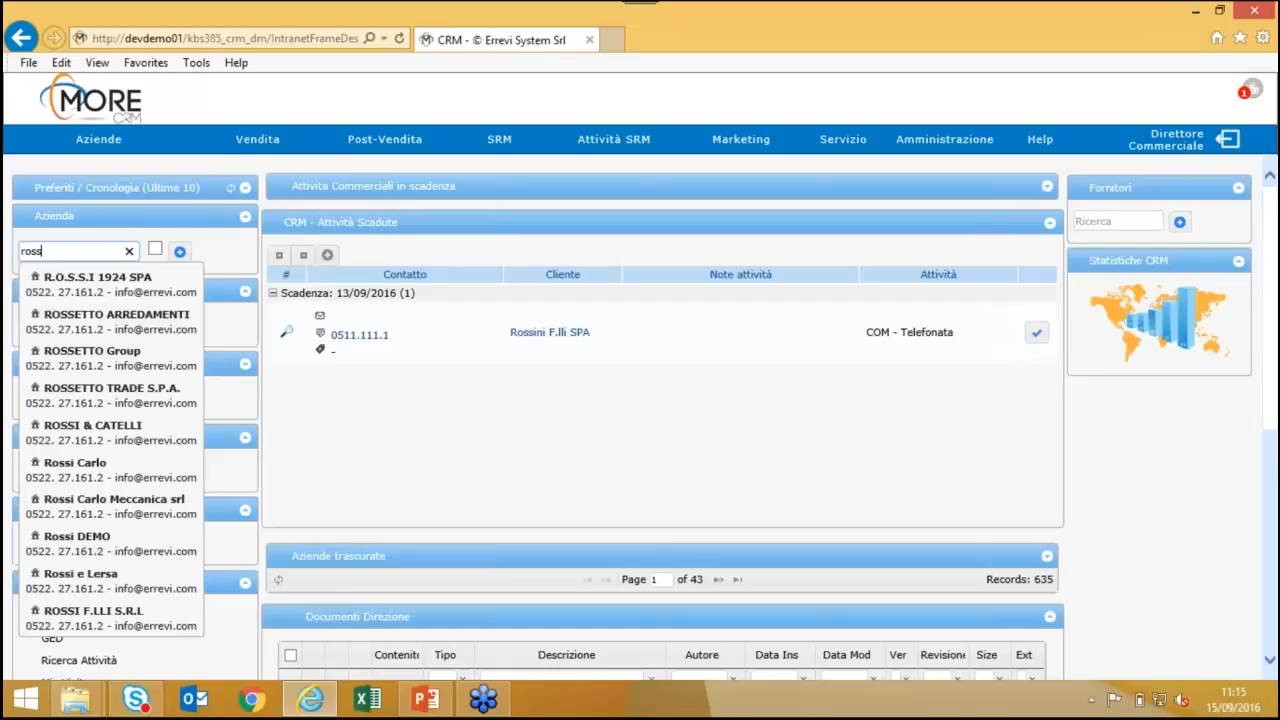 http://devdemo01/kbs385_crm_dm/IntranetFrameDes
CRM - © Errevi System Srl
File Edit View Favorites Tools Help
MORE
CRM
1
Aziende Vendita Post-Vendita SRM Attività SRM Marketing Servizio Amministrazione Help
Direttore
Commerciale
Preferiti / Cronologia (Ultime 10)
Azienda
ross
R.O.S.S.I 1924 SPA
0522. 27.161.2 - info@errevi.com
ROSSETTO ARREDAMENTI
0522. 27.161.2 - info@errevi.com
ROSSETTO Group
0522. 27.161.2 - info@errevi.com
ROSSETTO TRADE S.P.A.
0522. 27.161.2 - info@errevi.com
ROSSI & CATELLI
0522. 27.161.2 - info@errevi.com
Rossi Carlo
0522. 27.161.2 - info@errevi.com
Rossi Carlo Meccanica srl
0522. 27.161.2 - info@errevi.com
Rossi DEMO
0522. 27.161.2 - info@errevi.com
Rossi e Lersa
0522. 27.161.2 - info@errevi.com
ROSSI F.LLI S.R.L
0522. 27.161.2 - info@errevi.com
GED
Ricerca Attività
Attivita Commerciali in scadenza
CRM - Attività Scadute
# Contatto Cliente Note attività Attività
Scadenza: 13/09/2016 (1)
0511.111.1 Rossini F.lli SPA COM - Telefonata
-
Aziende trascurate
Page 1 of 43 Records: 635
Documenti Direzione
Contenuto Tipo Descrizione Autore Data Ins Data Mod Ver Revisione Size Ext
Fornitori
Ricerca
Statistiche CRM
11:15
15/09/2016